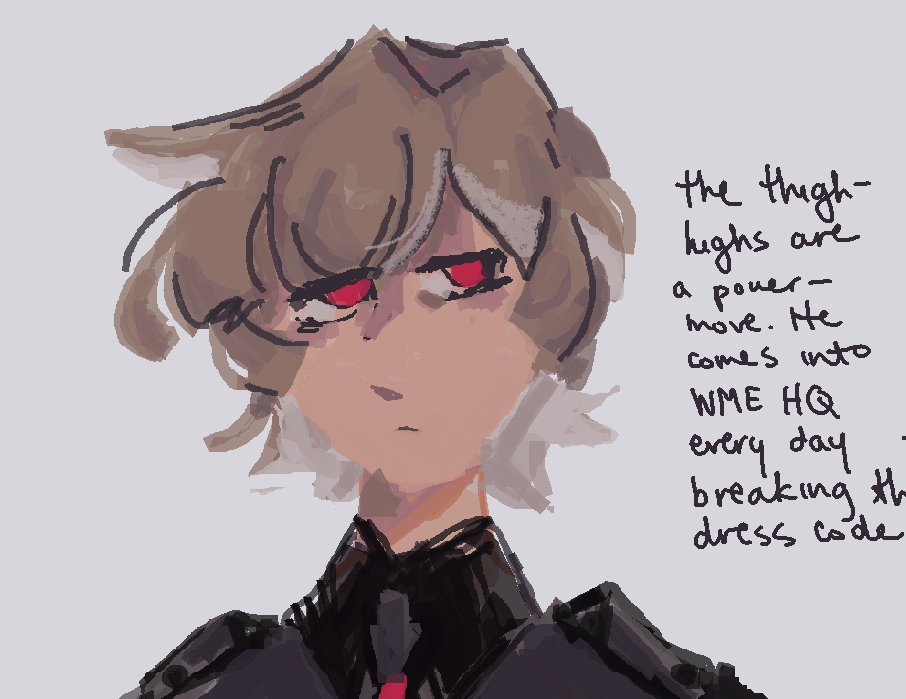 the thigh-
highs are
a power-
move. He
comes into
WME HQ
every day
breaking th
dress code